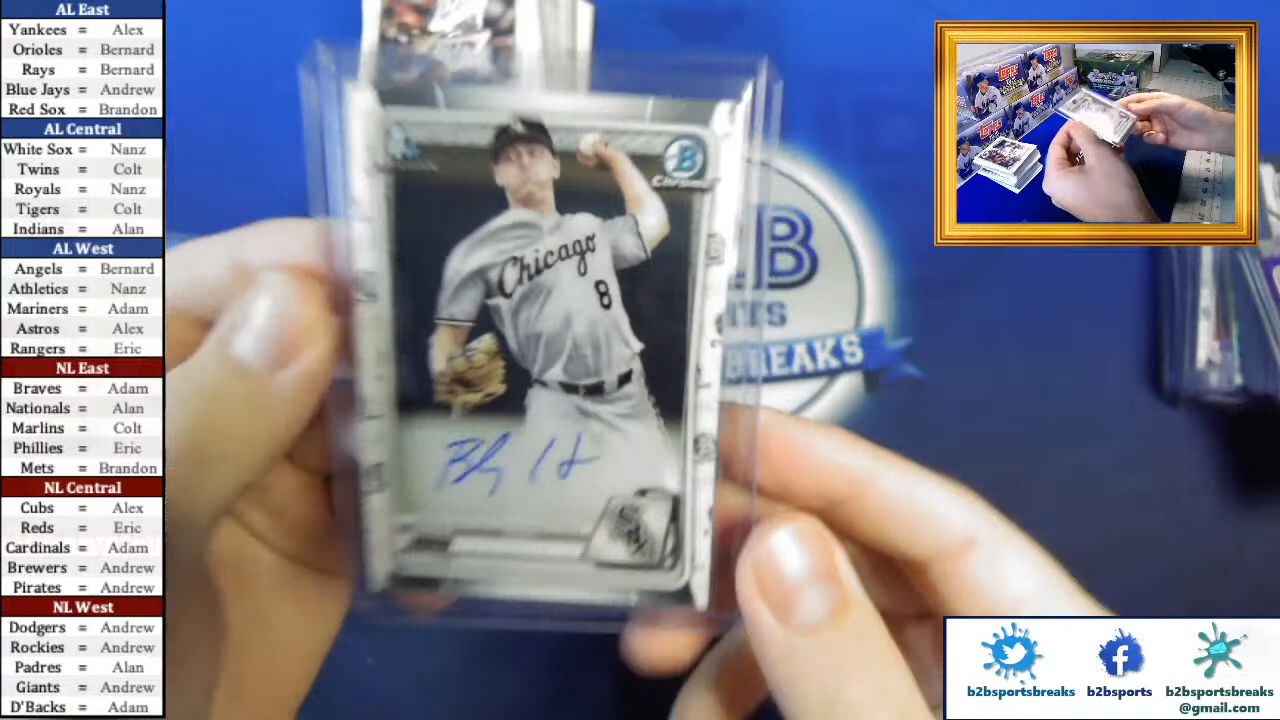 AL East
Yankees = Alex
Orioles = Bernard
Rays = Bernard
Blue Jays = Andrew
Red Sox = Brandon
AL Central
White Sox = Nanz
Twins = Colt
Royals = Nanz
Tigers = Colt
Indians = Alan
AL West
Angels = Bernard
Athletics = Nanz
Mariners = Adam
Astros = Alex
Rangers = Eric
NL East
Braves = Adam
Nationals = Alan
Marlins = Colt
Phillies = Eric
Mets = Brandon
NL Central
Cubs = Alex
Reds = Eric
Cardinals = Adam
Brewers = Andrew
Pirates = Andrew
NL West
Dodgers = Andrew
Rockies = Andrew
Padres = Alan
Giants = Andrew
D'Backs = Adam
B
Chicago
8
B
BREAKS
Topps
Topps
Topps
b2bsportsbreaks
b2bsports
b2bsportsbreaks
@gmail.com